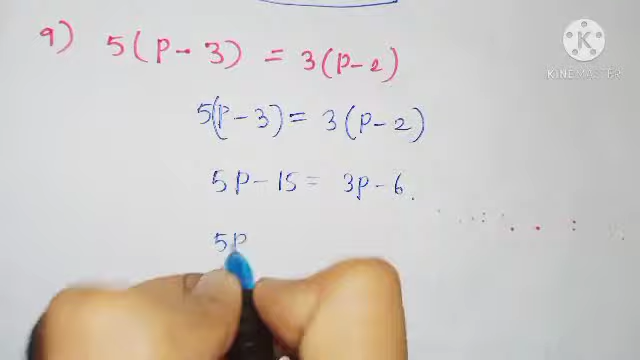 9) 5(P - 3) = 3(P - 2)
5(P - 3) = 3(P - 2)
5P - 15 = 3P - 6.
5P
KINEMASTER